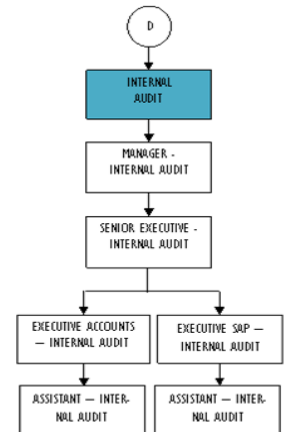 D
INTERNAL
AUDIT
MANAGER -
INTERNAL AUDIT
SENIOR EXECUTIVE -
INTERNAL AUDIT
EXECUTIVE ACCOUNTS
— INTERNAL AUDIT
EXECUTIVE SAP —
INTERNAL AUDIT
ASSISTANT — INTER-
NAL AUDIT
ASSISTANT — INTER-
NAL AUDIT